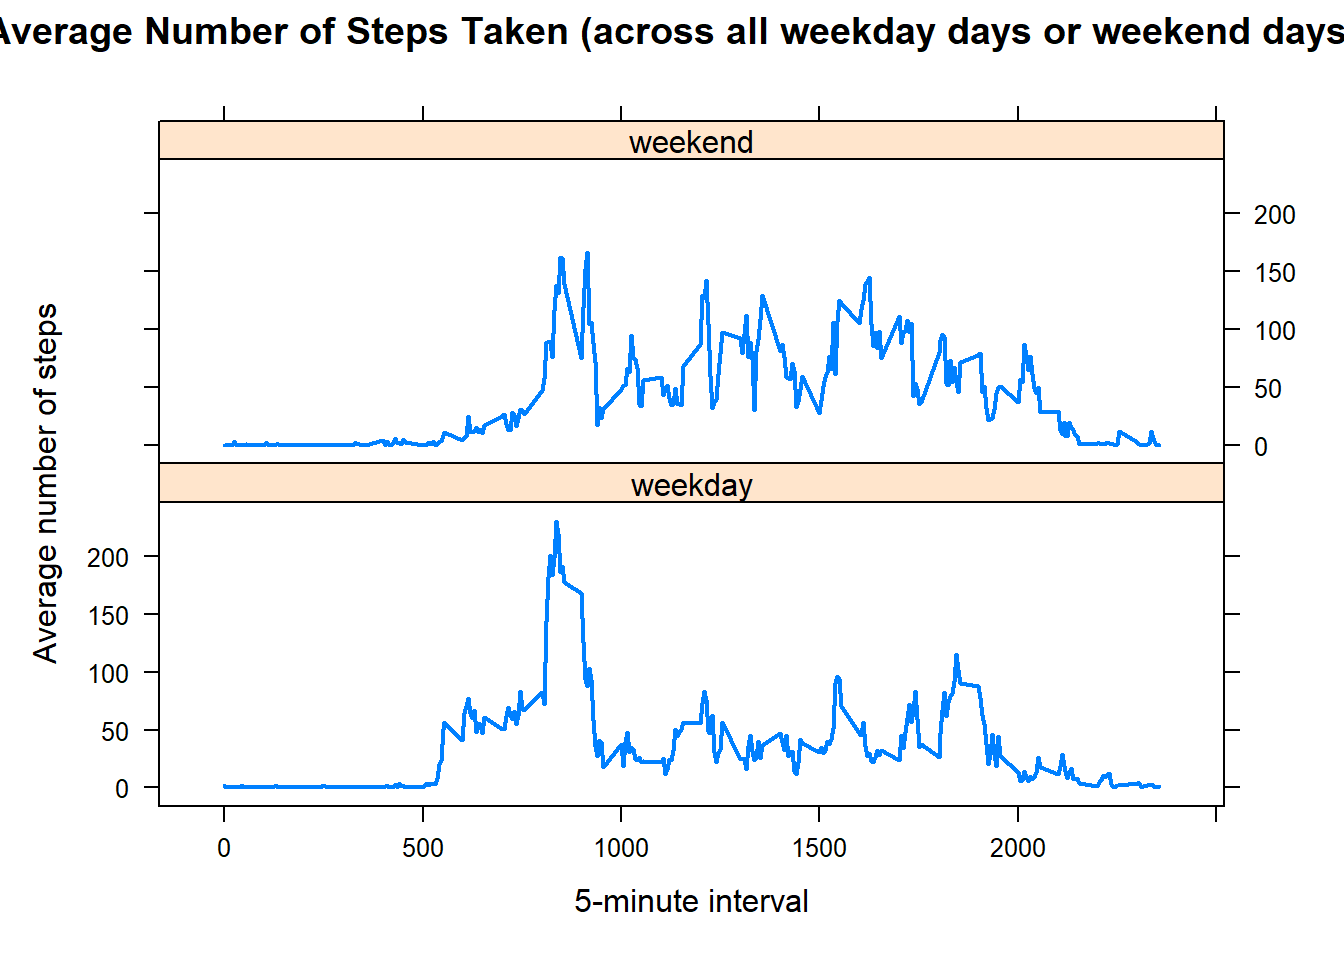 Average Number of Steps Taken (across all weekday days or weekend days
weekend
200
150
100
50
0
Average number of steps
weekday
200
150
100
50
0
0 500 1000 1500 2000
5-minute interval